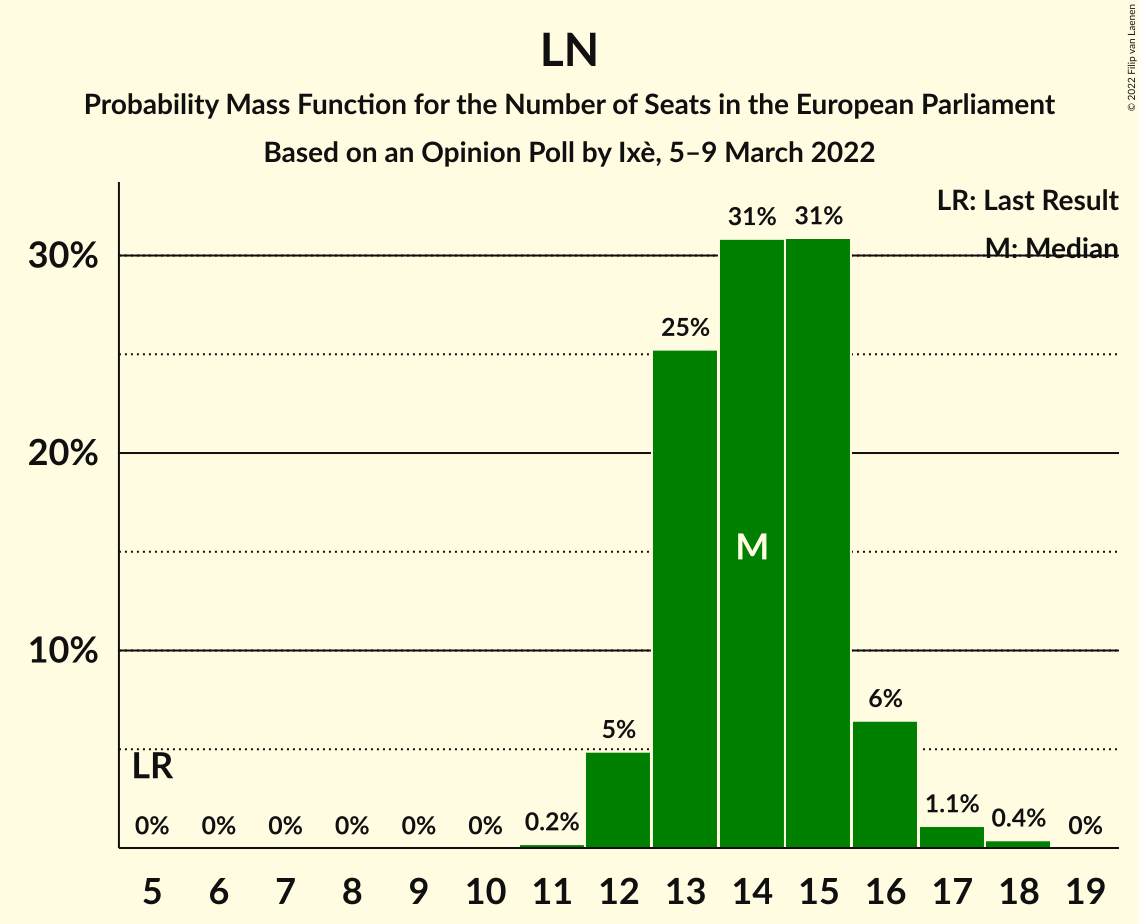 LN
Probability Mass Function for the Number of Seats in the European Parliament
Based on an Opinion Poll by Ixè, 5–9 March 2022
© 2022 Filip van Laenen
LR: Last Result
M: Median
31% 31%
30%
25%
20%
M
10%
6%
5%
LR
1.1%
0.4%
0% 0% 0% 0% 0% 0% 0.2% 0%
5 6 7 8 9 10 11 12 13 14 15 16 17 18 19